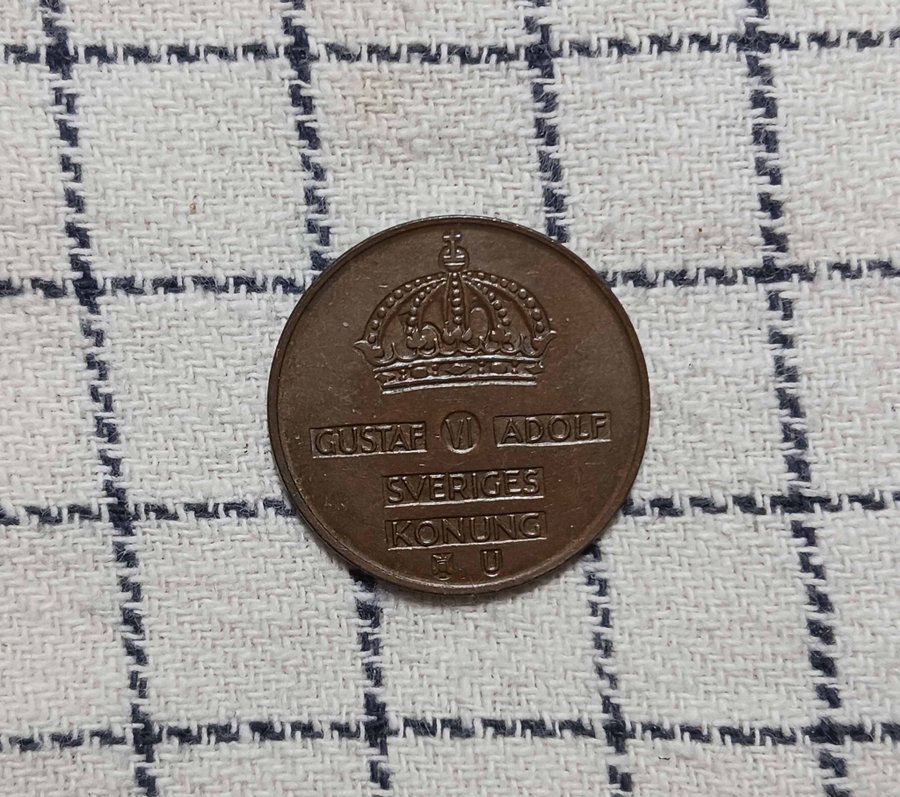 GUSTAF VI ADOLF
SVERIGES
KONUNG
U